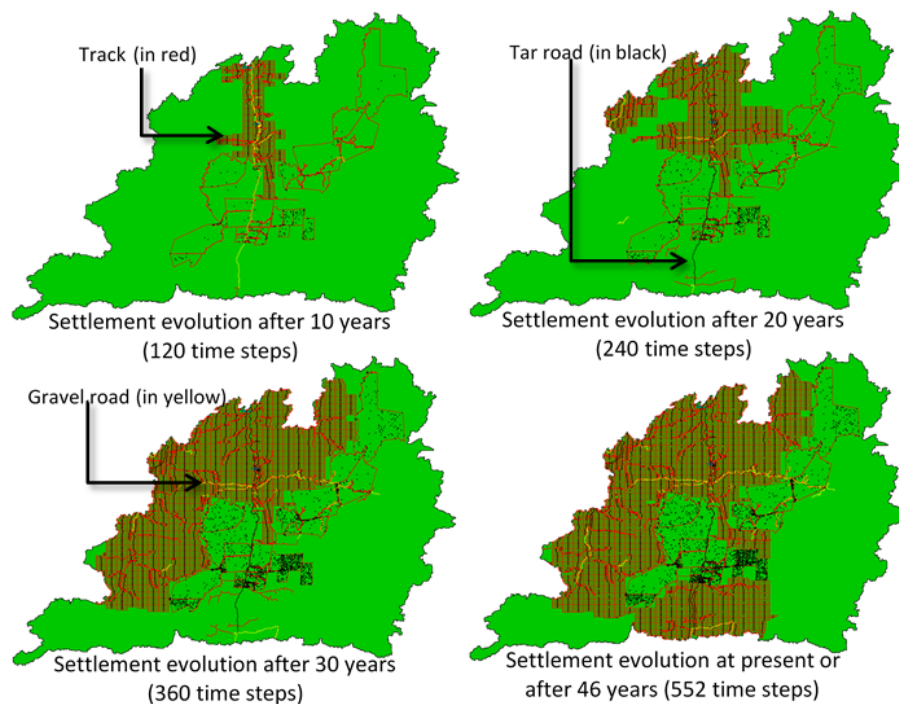 Track (in red)
Tar road (in black)
Settlement evolution after 10 years
(120 time steps)
Settlement evolution after 20 years
(240 time steps)
Gravel road (in yellow)
Settlement evolution after 30 years
(360 time steps)
Settlement evolution at present or
after 46 years (552 time steps)